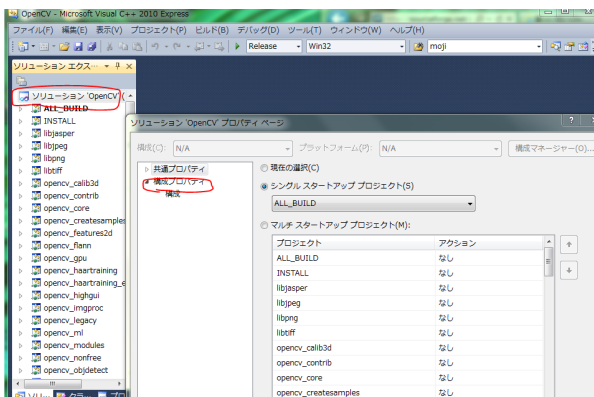 OpenCV - Microsoft Visual C++ 2010 Express
ファイル(F) 編集(E) 表示(V) プロジェクト(P) ビルド(B) デバッグ(D) ツール(T) ウィンドウ(W) ヘルプ(H)
Release Win32 moji
ソリューション エクス…
ソリューション 'OpenCV' (
ALL_BUILD
INSTALL
libjasper
libjpeg
libpng
libtiff
opencv_calib3d
opencv_contrib
opencv_core
opencv_createsamples
opencv_features2d
opencv_flann
opencv_gpu
opencv_haartraining
opencv_haartraining_e
opencv_highgui
opencv_imgproc
opencv_legacy
opencv_ml
opencv_modules
opencv_nonfree
opencv_objdetect
ソリュ... クラ... プロ
ソリューション 'OpenCV' プロパティ ページ
構成(C): N/A プラットフォーム(P): N/A 構成マネージャー(O)...
共通プロパティ
構成プロパティ
構成
現在の選択(C)
シングル スタートアップ プロジェクト(S)
ALL_BUILD
マルチ スタートアップ プロジェクト(M):
プロジェクト アクション
ALL_BUILD なし
INSTALL なし
libjasper なし
libjpeg なし
libpng なし
libtiff なし
opencv_calib3d なし
opencv_contrib なし
opencv_core なし
opencv_createsamples なし